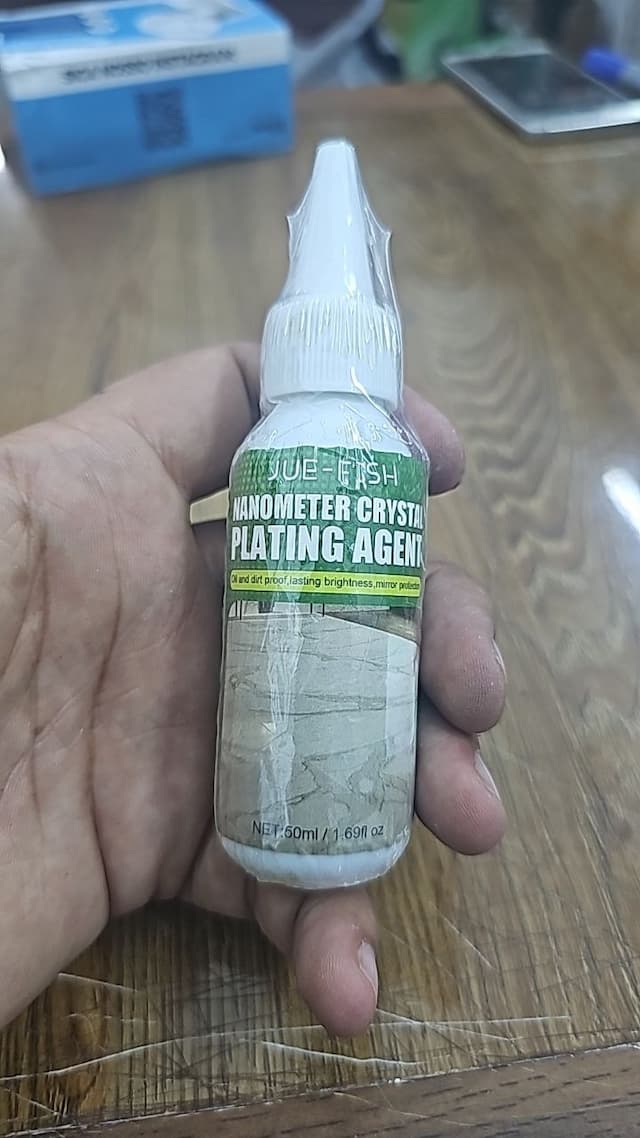 JUE-FISH
NANOMETER CRYSTAL
PLATING AGENT
Oil and dirt proof,lasting brightness,mirror protection
NET:50ml / 1.69fl oz